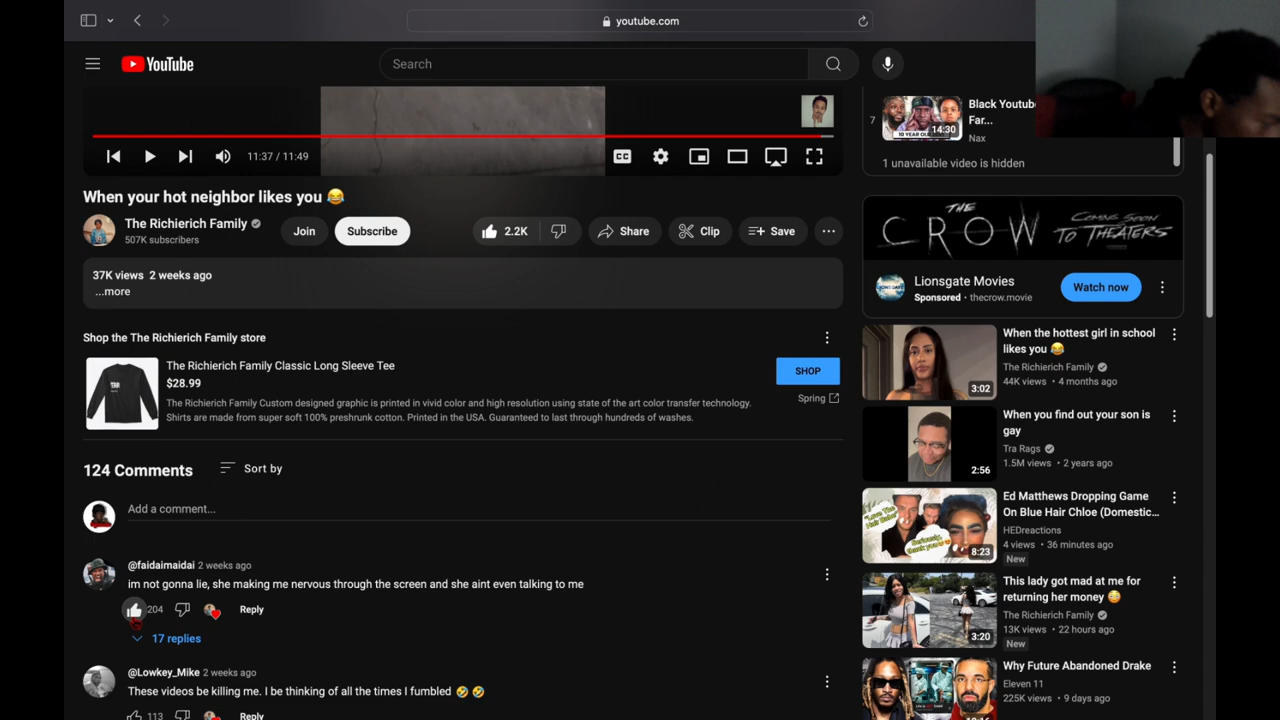 youtube.com
YouTube
Search
11:37 / 11:49
CC
When your hot neighbor likes you 😂
The Richierich Family
507K subscribers
Join
Subscribe
2.2K
Share
Clip
Save
37K views 2 weeks ago
...more
Shop the The Richierich Family store
The Richierich Family Classic Long Sleeve Tee
$28.99
The Richierich Family Custom designed graphic is printed in vivid color and high resolution using state of the art color transfer technology.
Shirts are made from super soft 100% preshrunk cotton. Printed in the USA. Guaranteed to last through hundreds of washes.
SHOP
Spring
124 Comments
Sort by
Add a comment...
@faidaimaidai 2 weeks ago
im not gonna lie, she making me nervous through the screen and she aint even talking to me
204
Reply
17 replies
@Lowkey_Mike 2 weeks ago
These videos be killing me. I be thinking of all the times I fumbled 🤣 🤣
113
Reply
7
14:30
Black Youtube
Far...
Nax
1 unavailable video is hidden
THE CROW
COMING SOON TO THEATERS
Lionsgate Movies
Sponsored • thecrow.movie
Watch now
3:02
When the hottest girl in school
likes you 😂
The Richierich Family
44K views • 4 months ago
2:56
When you find out your son is
gay
Tra Rags
1.5M views • 2 years ago
8:23
Ed Matthews Dropping Game
On Blue Hair Chloe (Domestic...
HEDreactions
4 views • 36 minutes ago
New
3:20
This lady got mad at me for
returning her money 😳
The Richierich Family
13K views • 22 hours ago
New
Why Future Abandoned Drake
Eleven 11
225K views • 9 days ago